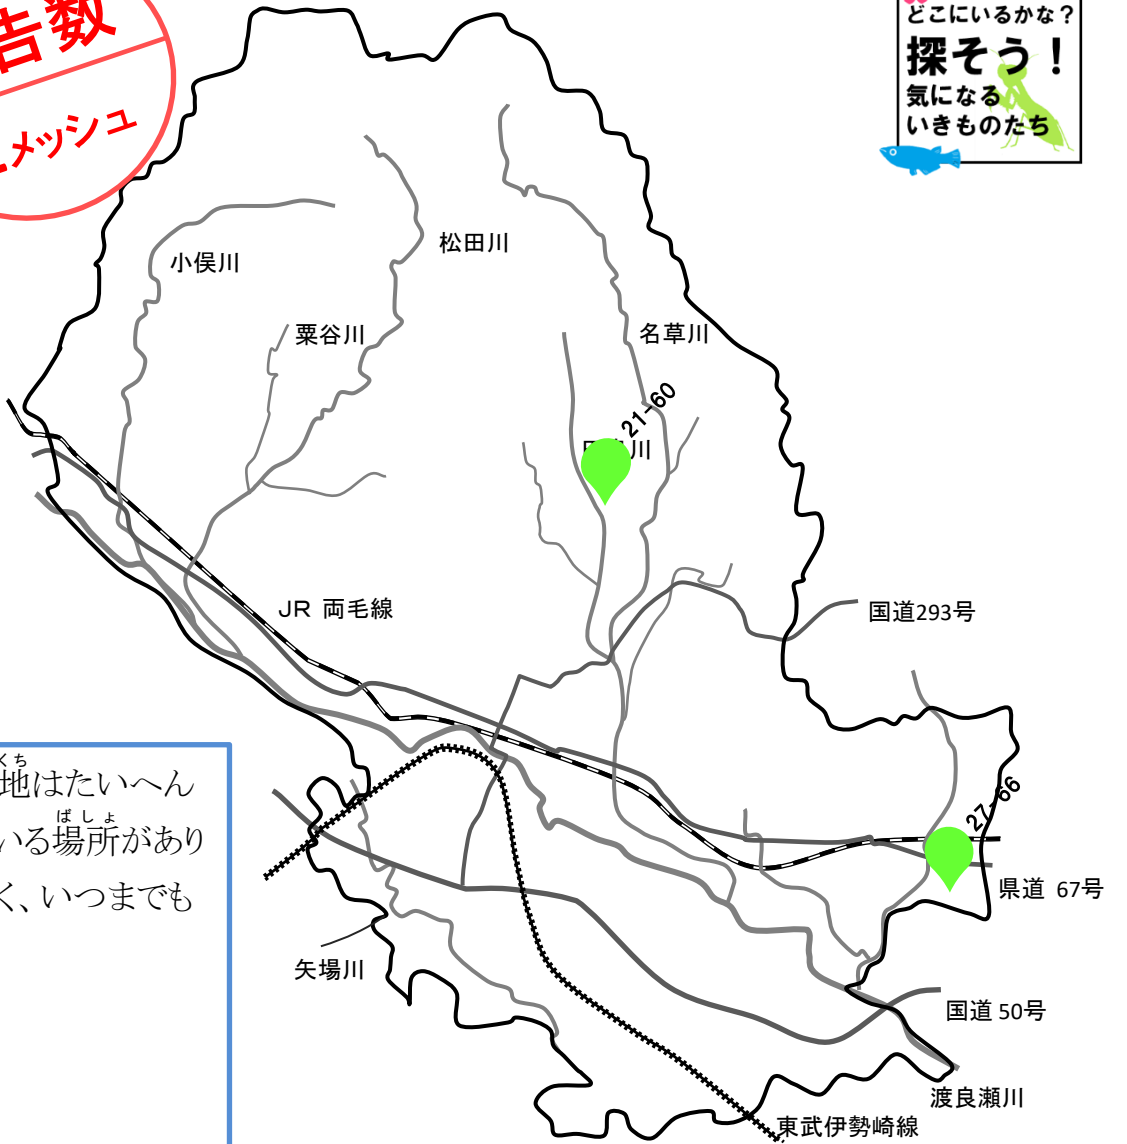 告数
メッシュ
どこにいるかな？
探そう！
気になる
いきものたち
小俣川
松田川
粟谷川
名草川
21-60
川
JR 両毛線
国道293号
27-66
県道 67号
くち
地はたいへん
ばしょ
いる場所があり
く、いつまでも
矢場川
国道 50号
渡良瀬川
東武伊勢崎線